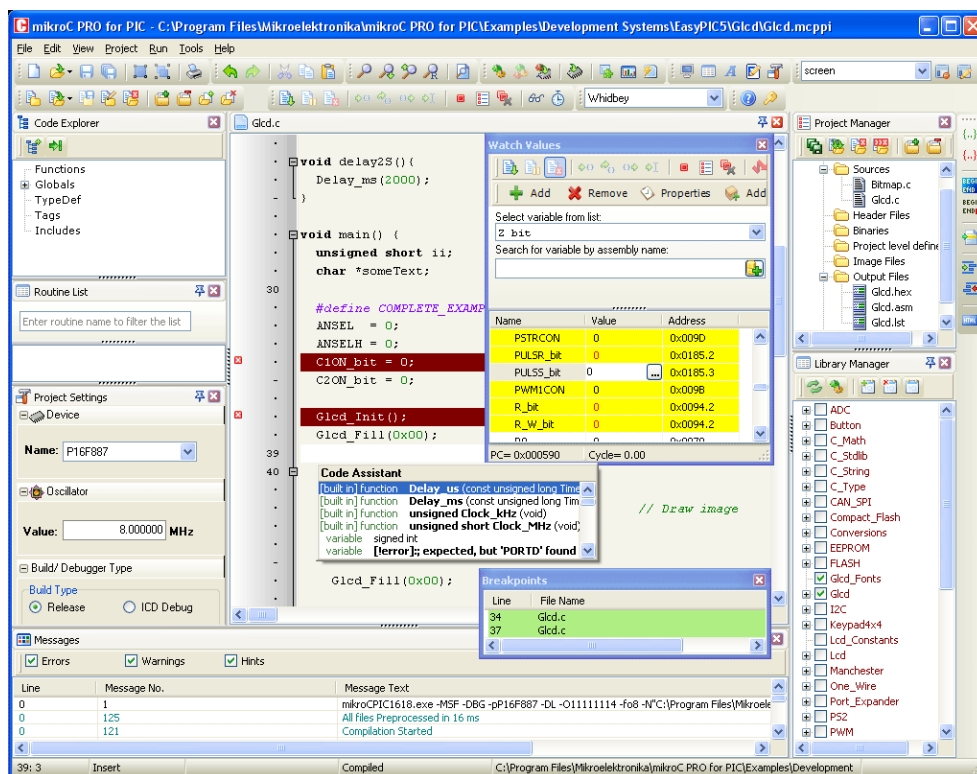 mikroC PRO for PIC - C:\Program Files\Mikroelektronika\mikroC PRO for PIC\Examples\Development Systems\EasyPIC5\Glcd\Glcd.mcppi
File Edit View Project Run Tools Help
screen
Whidbey
Code Explorer
Functions
Globals
TypeDef
Tags
Includes
Routine List
Enter routine name to filter the list
Project Settings
Device
Name: P16F887
Oscillator
Value: 8.000000 MHz
Build/ Debugger Type
Build Type
Release ICD Debug
Glcd.c
void delay2S(){
Delay_ms(2000);
}
void main() {
unsigned short ii;
char *someText;
30
#define COMPLETE_EXAMP
ANSEL = 0;
ANSELH = 0;
C1ON_bit = 0;
C2ON_bit = 0;
Glcd_Init();
Glcd_Fill(0x00);
39
40
// Draw image
Glcd_Fill(0x00);
Code Assistant
[built in] function Delay_us (const unsigned long Time
[built in] function Delay_ms (const unsigned long Tim
[built in] function unsigned Clock_kHz (void)
[built in] function unsigned short Clock_MHz (void)
variable signed int
variable [!error]:; expected, but 'PORTD' found
Watch Values
Add Remove Properties Add
Select variable from list:
Z bit
Search for variable by assembly name:
Name Value Address
PSTRCON 0 0x009D
PULSR_bit 0 0x0185.2
PULSS_bit 0 ... 0x0185.3
PWM1CON 0 0x009B
R_bit 0 0x0094.2
R_W_bit 0 0x0094.2
PC= 0x000590 Cycle= 0.00
Breakpoints
Line File Name
34 Glcd.c
37 Glcd.c
Project Manager
Sources
Bitmap.c
Glcd.c
Header Files
Binaries
Project level define
Image Files
Output Files
Glcd.hex
Glcd.asm
Glcd.lst
Library Manager
ADC
Button
C_Math
C_Stdlib
C_String
C_Type
CAN_SPI
Compact_Flash
Conversions
EEPROM
FLASH
Glcd_Fonts
Glcd
I2C
Keypad4x4
Lcd_Constants
Lcd
Manchester
One_Wire
Port_Expander
PS2
PWM
Messages
Errors Warnings Hints
Line Message No. Message Text
0 1 mikroCPIC1618.exe -MSF -DBG -pP16F887 -DL -O11111114 -fo8 -N"C:\Program Files\Mikroele
0 125 All files Preprocessed in 16 ms
0 121 Compilation Started
39: 3 Insert Compiled C:\Program Files\Mikroelektronika\mikroC PRO for PIC\Examples\Development